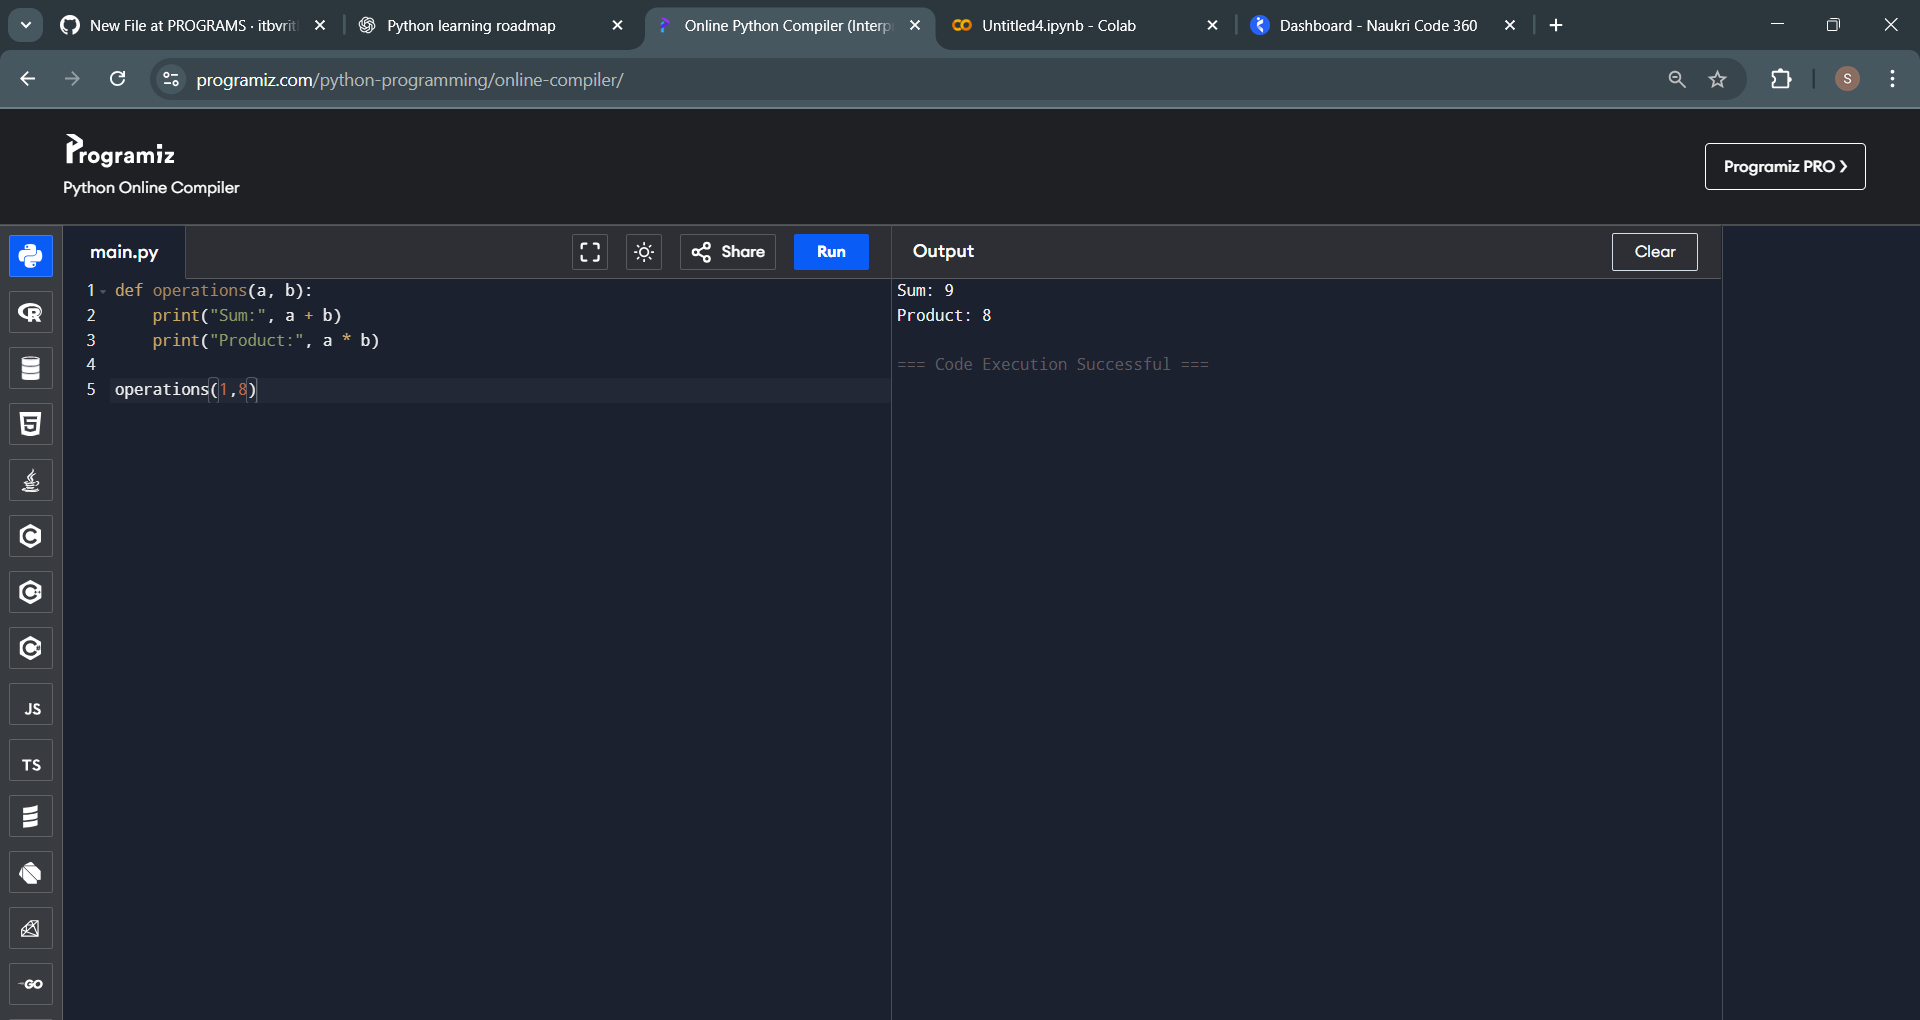 New File at PROGRAMS · itbvrit
Python learning roadmap
Online Python Compiler (Interp
Untitled4.ipynb - Colab
Dashboard - Naukri Code 360
programiz.com/python-programming/online-compiler/
S
Programiz
Python Online Compiler
Programiz PRO
main.py
Share
Run
Output
Clear
1 def operations(a, b):
2     print("Sum:", a + b)
3     print("Product:", a * b)
4
5 operations(1,8)
Sum: 9
Product: 8
=== Code Execution Successful ===
R
5
C
C
C
JS
TS
GO